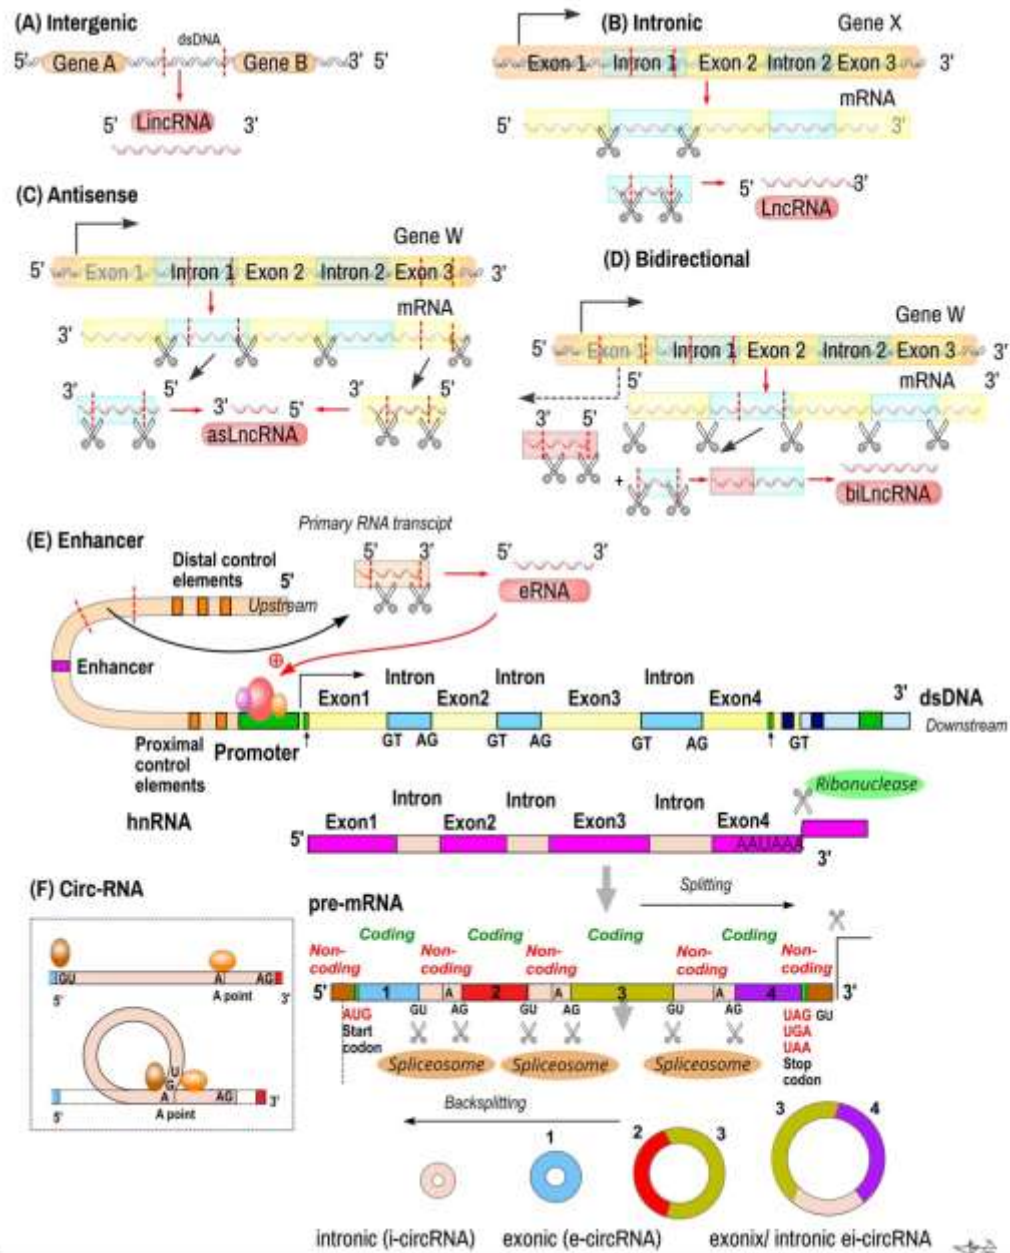 (A) Intergenic
dsDNA
5' Gene A Gene B 3' 5'
LincRNA
5' 3'
(B) Intronic Gene X
Exon 1 Intron 1 Exon 2 Intron 2 Exon 3 3'
mRNA
5' 3'
5' 3'
LncRNA
(C) Antisense
Gene W
5' Exon 1 Intron 1 Exon 2 Intron 2 Exon 3 3'
mRNA
3'
3' 5' 3' 5' 3' 5'
asLncRNA
(D) Bidirectional
Gene W
5' Exon 1 Intron 1 Exon 2 Intron 2 Exon 3 3'
5' mRNA 3'
3' 5'
+
biLncRNA
(E) Enhancer
Primary RNA transcipt
Distal control
elements
5'
Upstream
5' 3' 5' 3'
eRNA
Enhancer
Intron Intron Intron
Exon1 Exon2 Exon3 Exon4
3' dsDNA
Downstream
GT AG GT AG GT AG GT
Proximal
control
elements
Promoter
Ribonuclease
hnRNA
Intron Intron Intron
5' Exon1 Exon2 Exon3 Exon4
AAUAAA
3'
(F) Circ-RNA
GU A AG
5' A point 3'
U
G
A AG
5' A point 3'
pre-mRNA
Splitting
Coding Coding Coding Coding
Non-
coding
Non-
coding
Non-
coding
Non-
coding
Non-
coding
5' 1 A 2 A 3 A 4 3'
AUG GU AG GU AG GU AG UAG GU
Start
codon
UGA
UAA
Stop
codon
Spliceosome Spliceosome Spliceosome
Backsplitting
1 2 3 3 4
intronic (i-circRNA) exonic (e-circRNA) exonix/ intronic ei-circRNA